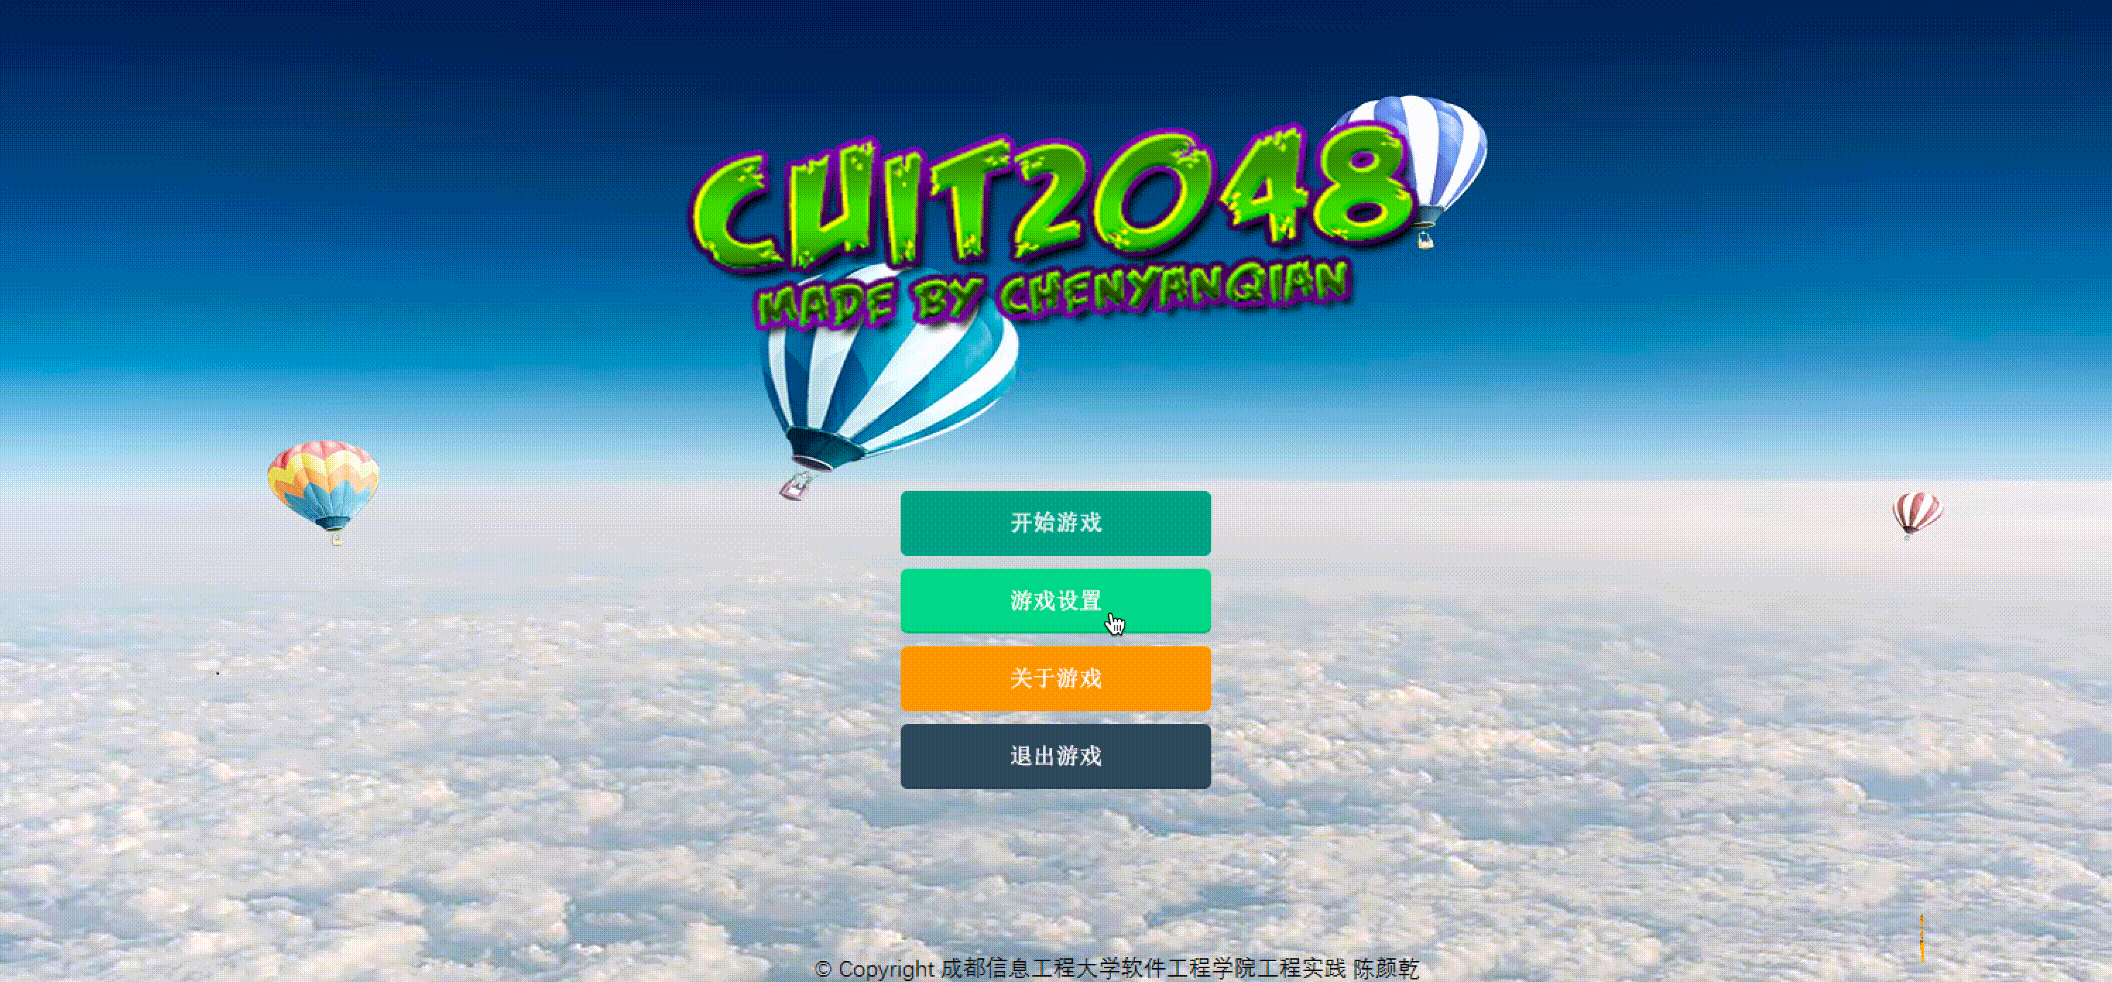 CUIT2048
MADE BY CHENYANQIAN
开始游戏
游戏设置
关于游戏
退出游戏
© Copyright 成都信息工程大学软件工程学院工程实践 陈颜乾